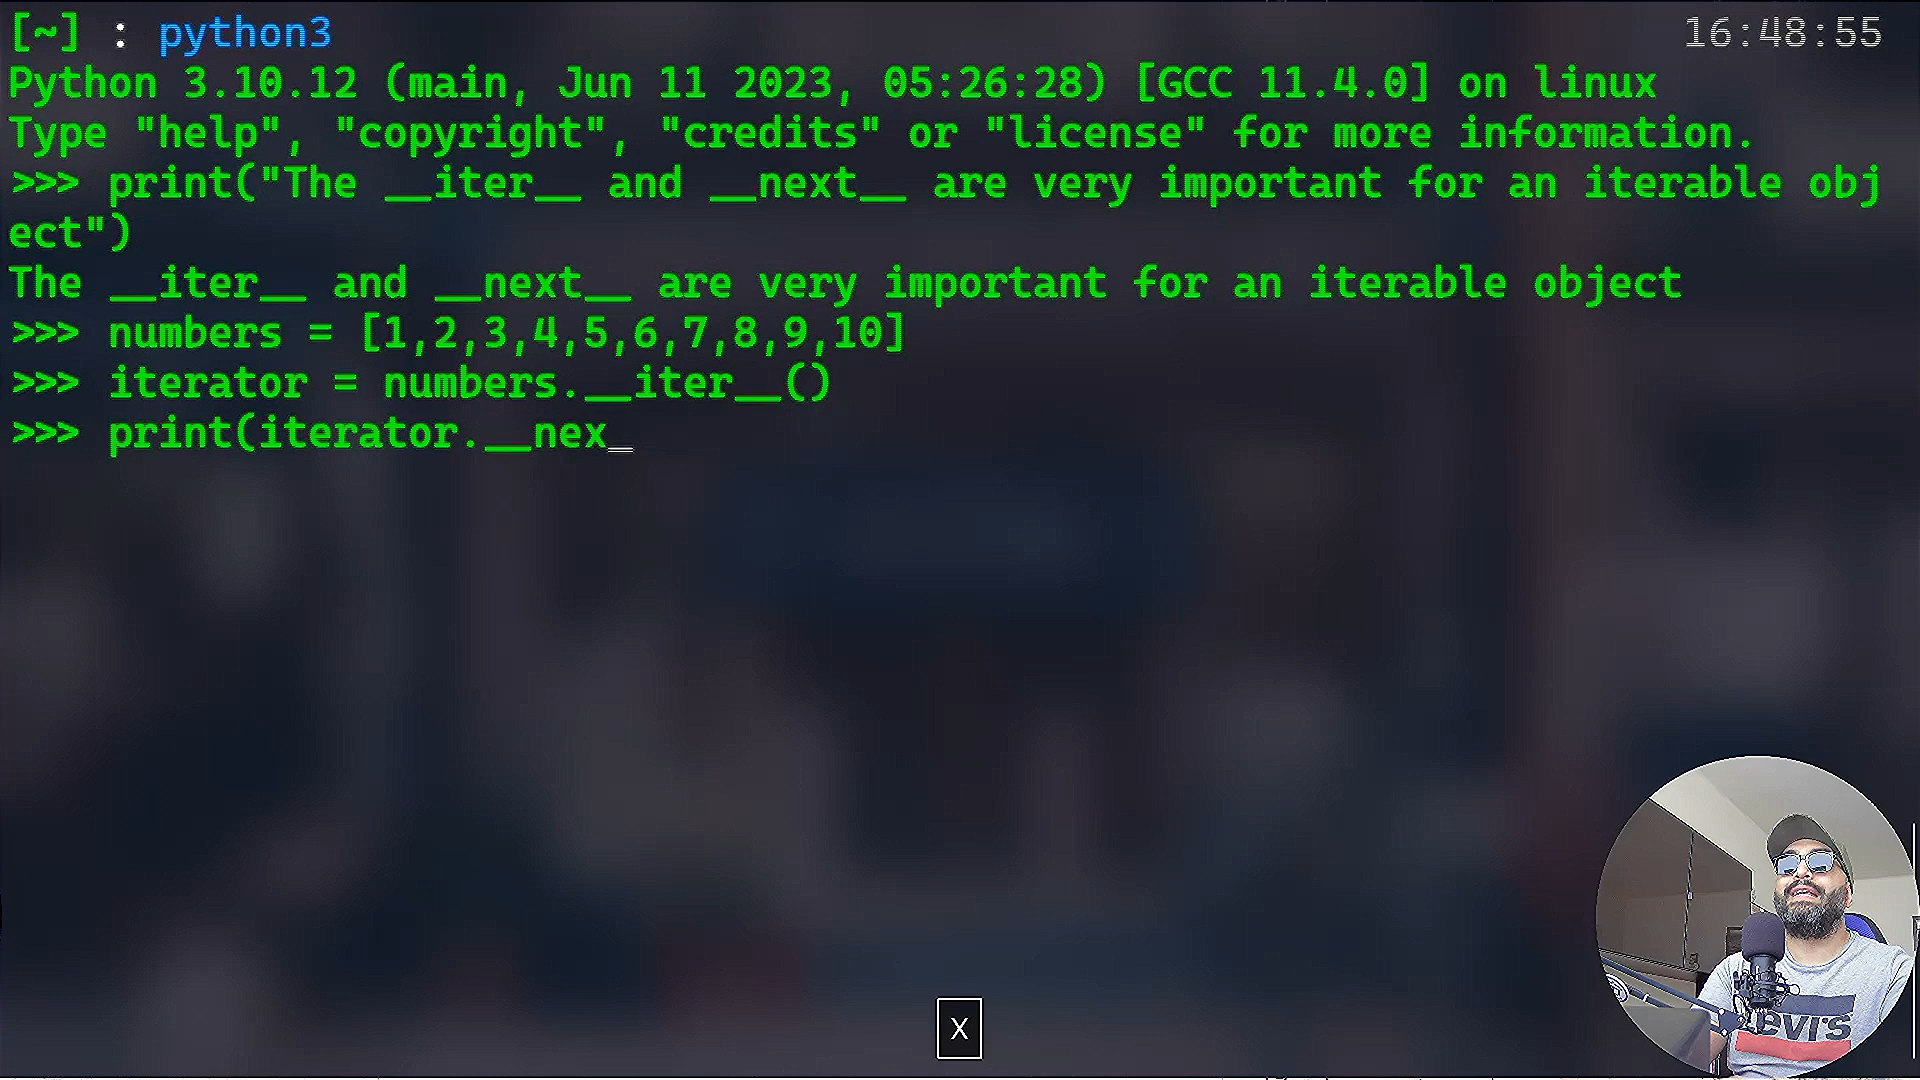 [~] : python3 16:48:55
Python 3.10.12 (main, Jun 11 2023, 05:26:28) [GCC 11.4.0] on linux
Type "help", "copyright", "credits" or "license" for more information.
>>> print("The __iter__ and __next__ are very important for an iterable obj
ect")
The __iter__ and __next__ are very important for an iterable object
>>> numbers = [1,2,3,4,5,6,7,8,9,10]
>>> iterator = numbers.__iter__()
>>> print(iterator.__nex_
X
Levi's